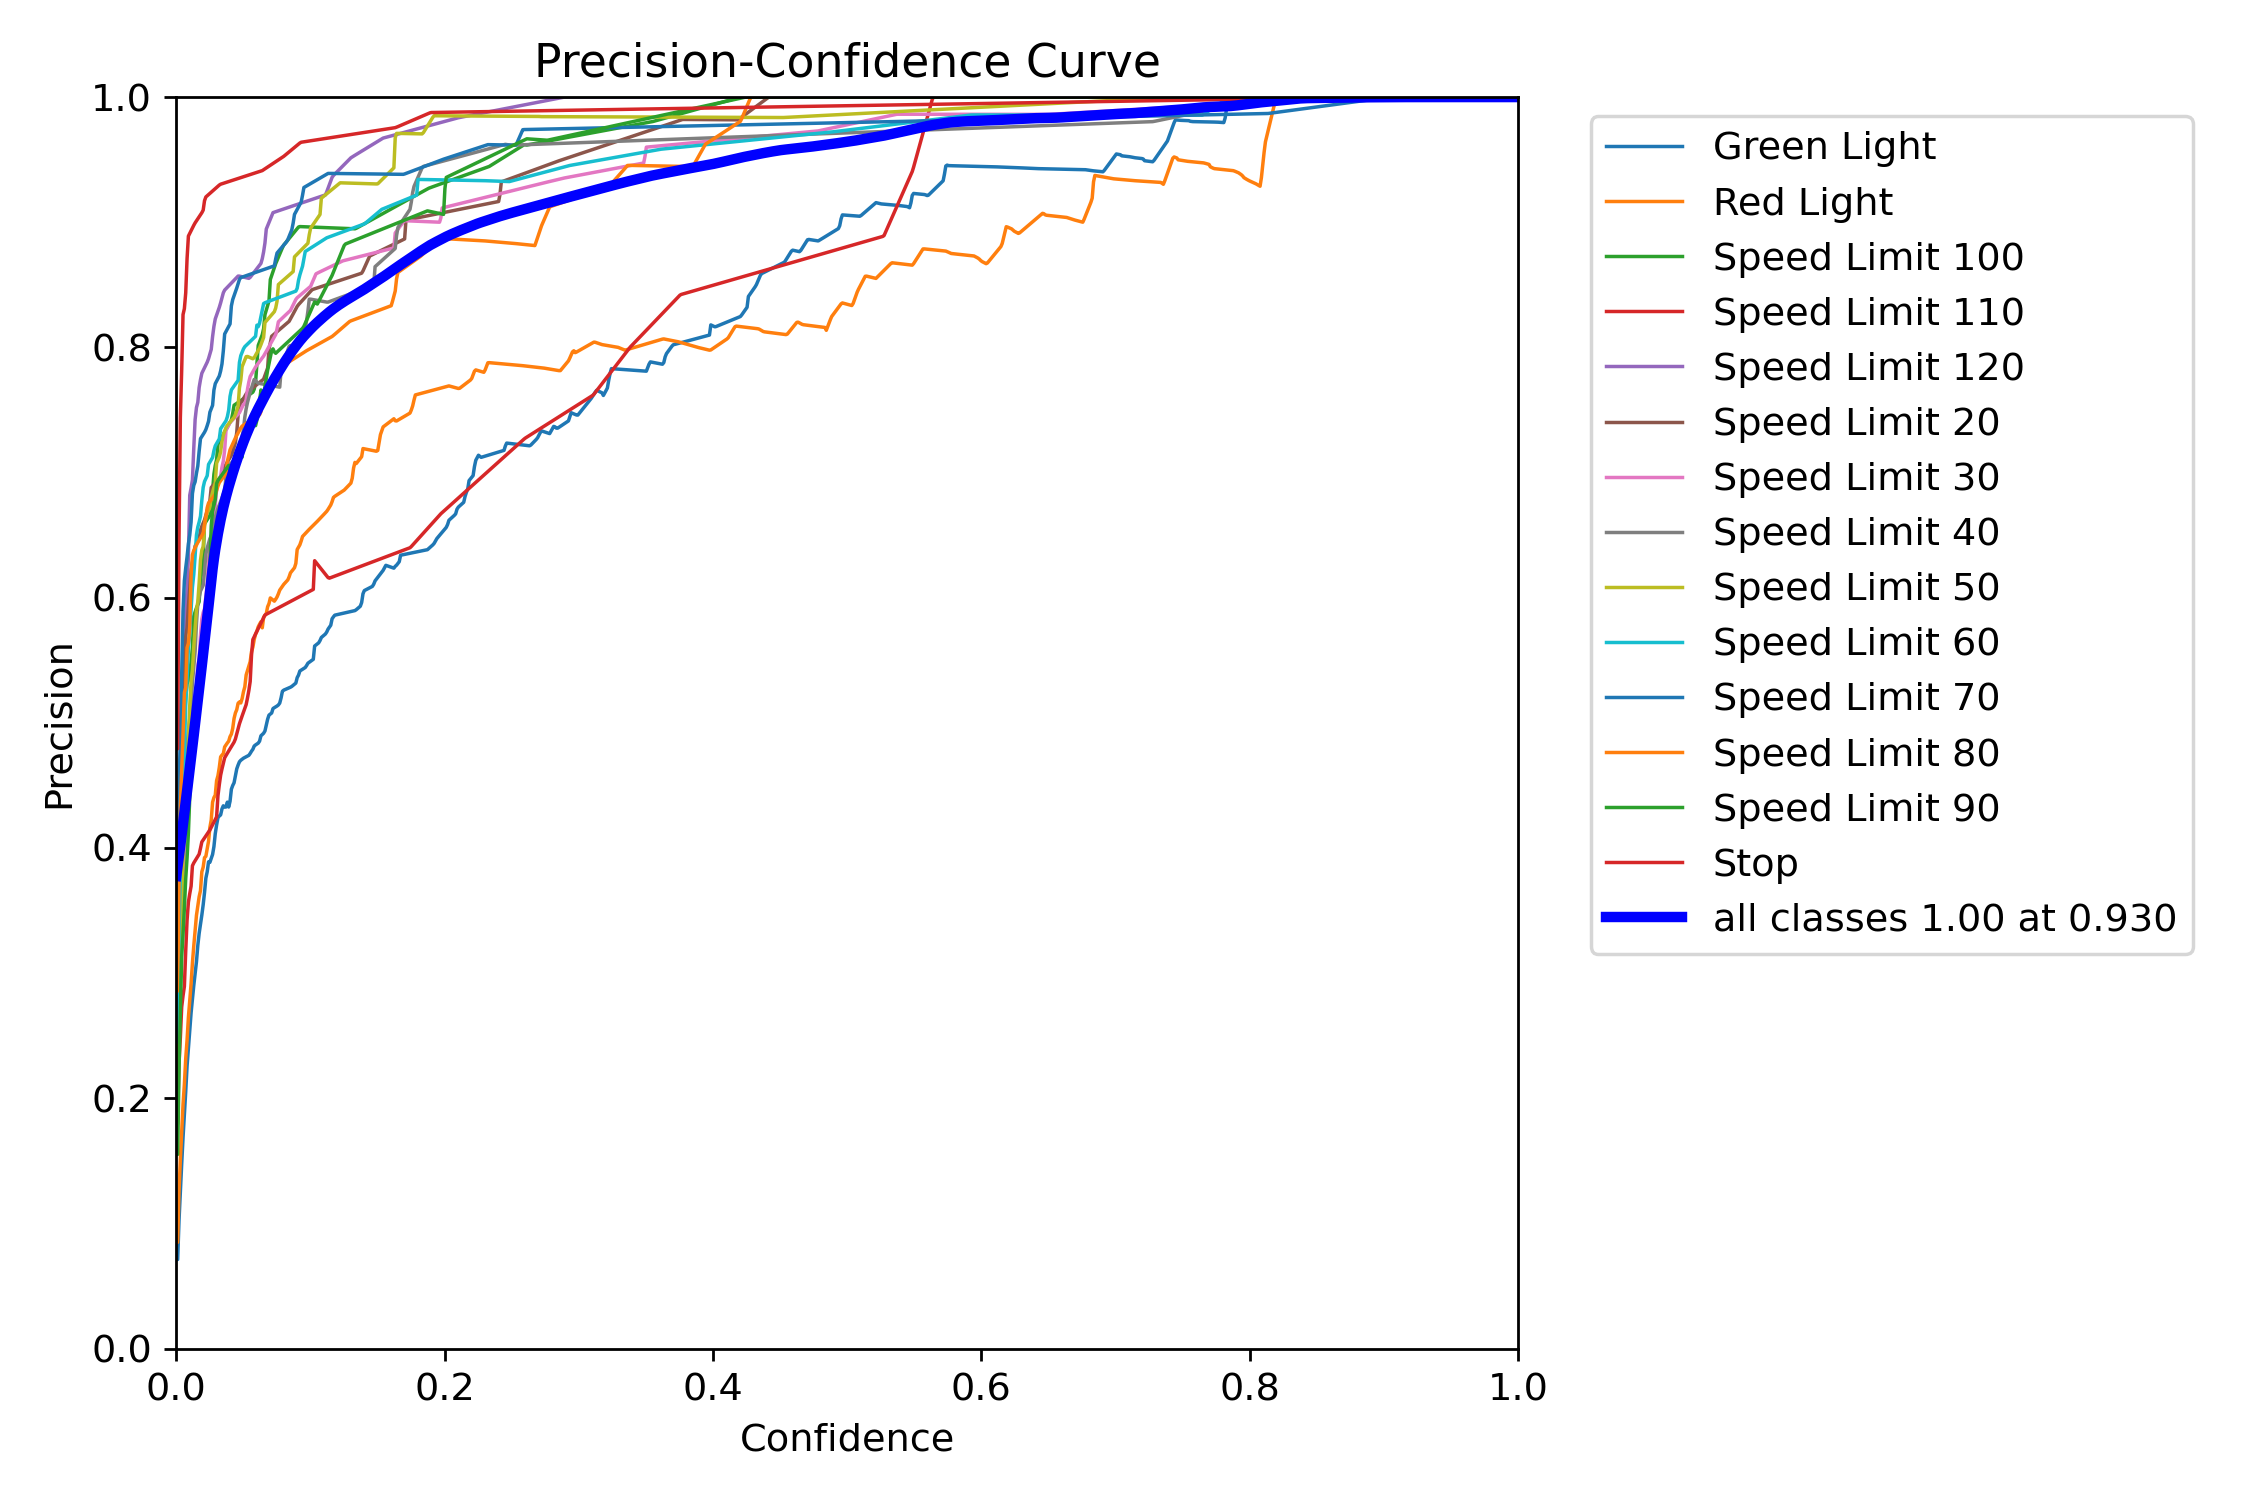 Precision-Confidence Curve
1.0
0.8
0.6
0.4
0.2
0.0
Precision
0.0 0.2 0.4 0.6 0.8 1.0
Confidence
Green Light
Red Light
Speed Limit 100
Speed Limit 110
Speed Limit 120
Speed Limit 20
Speed Limit 30
Speed Limit 40
Speed Limit 50
Speed Limit 60
Speed Limit 70
Speed Limit 80
Speed Limit 90
Stop
all classes 1.00 at 0.930